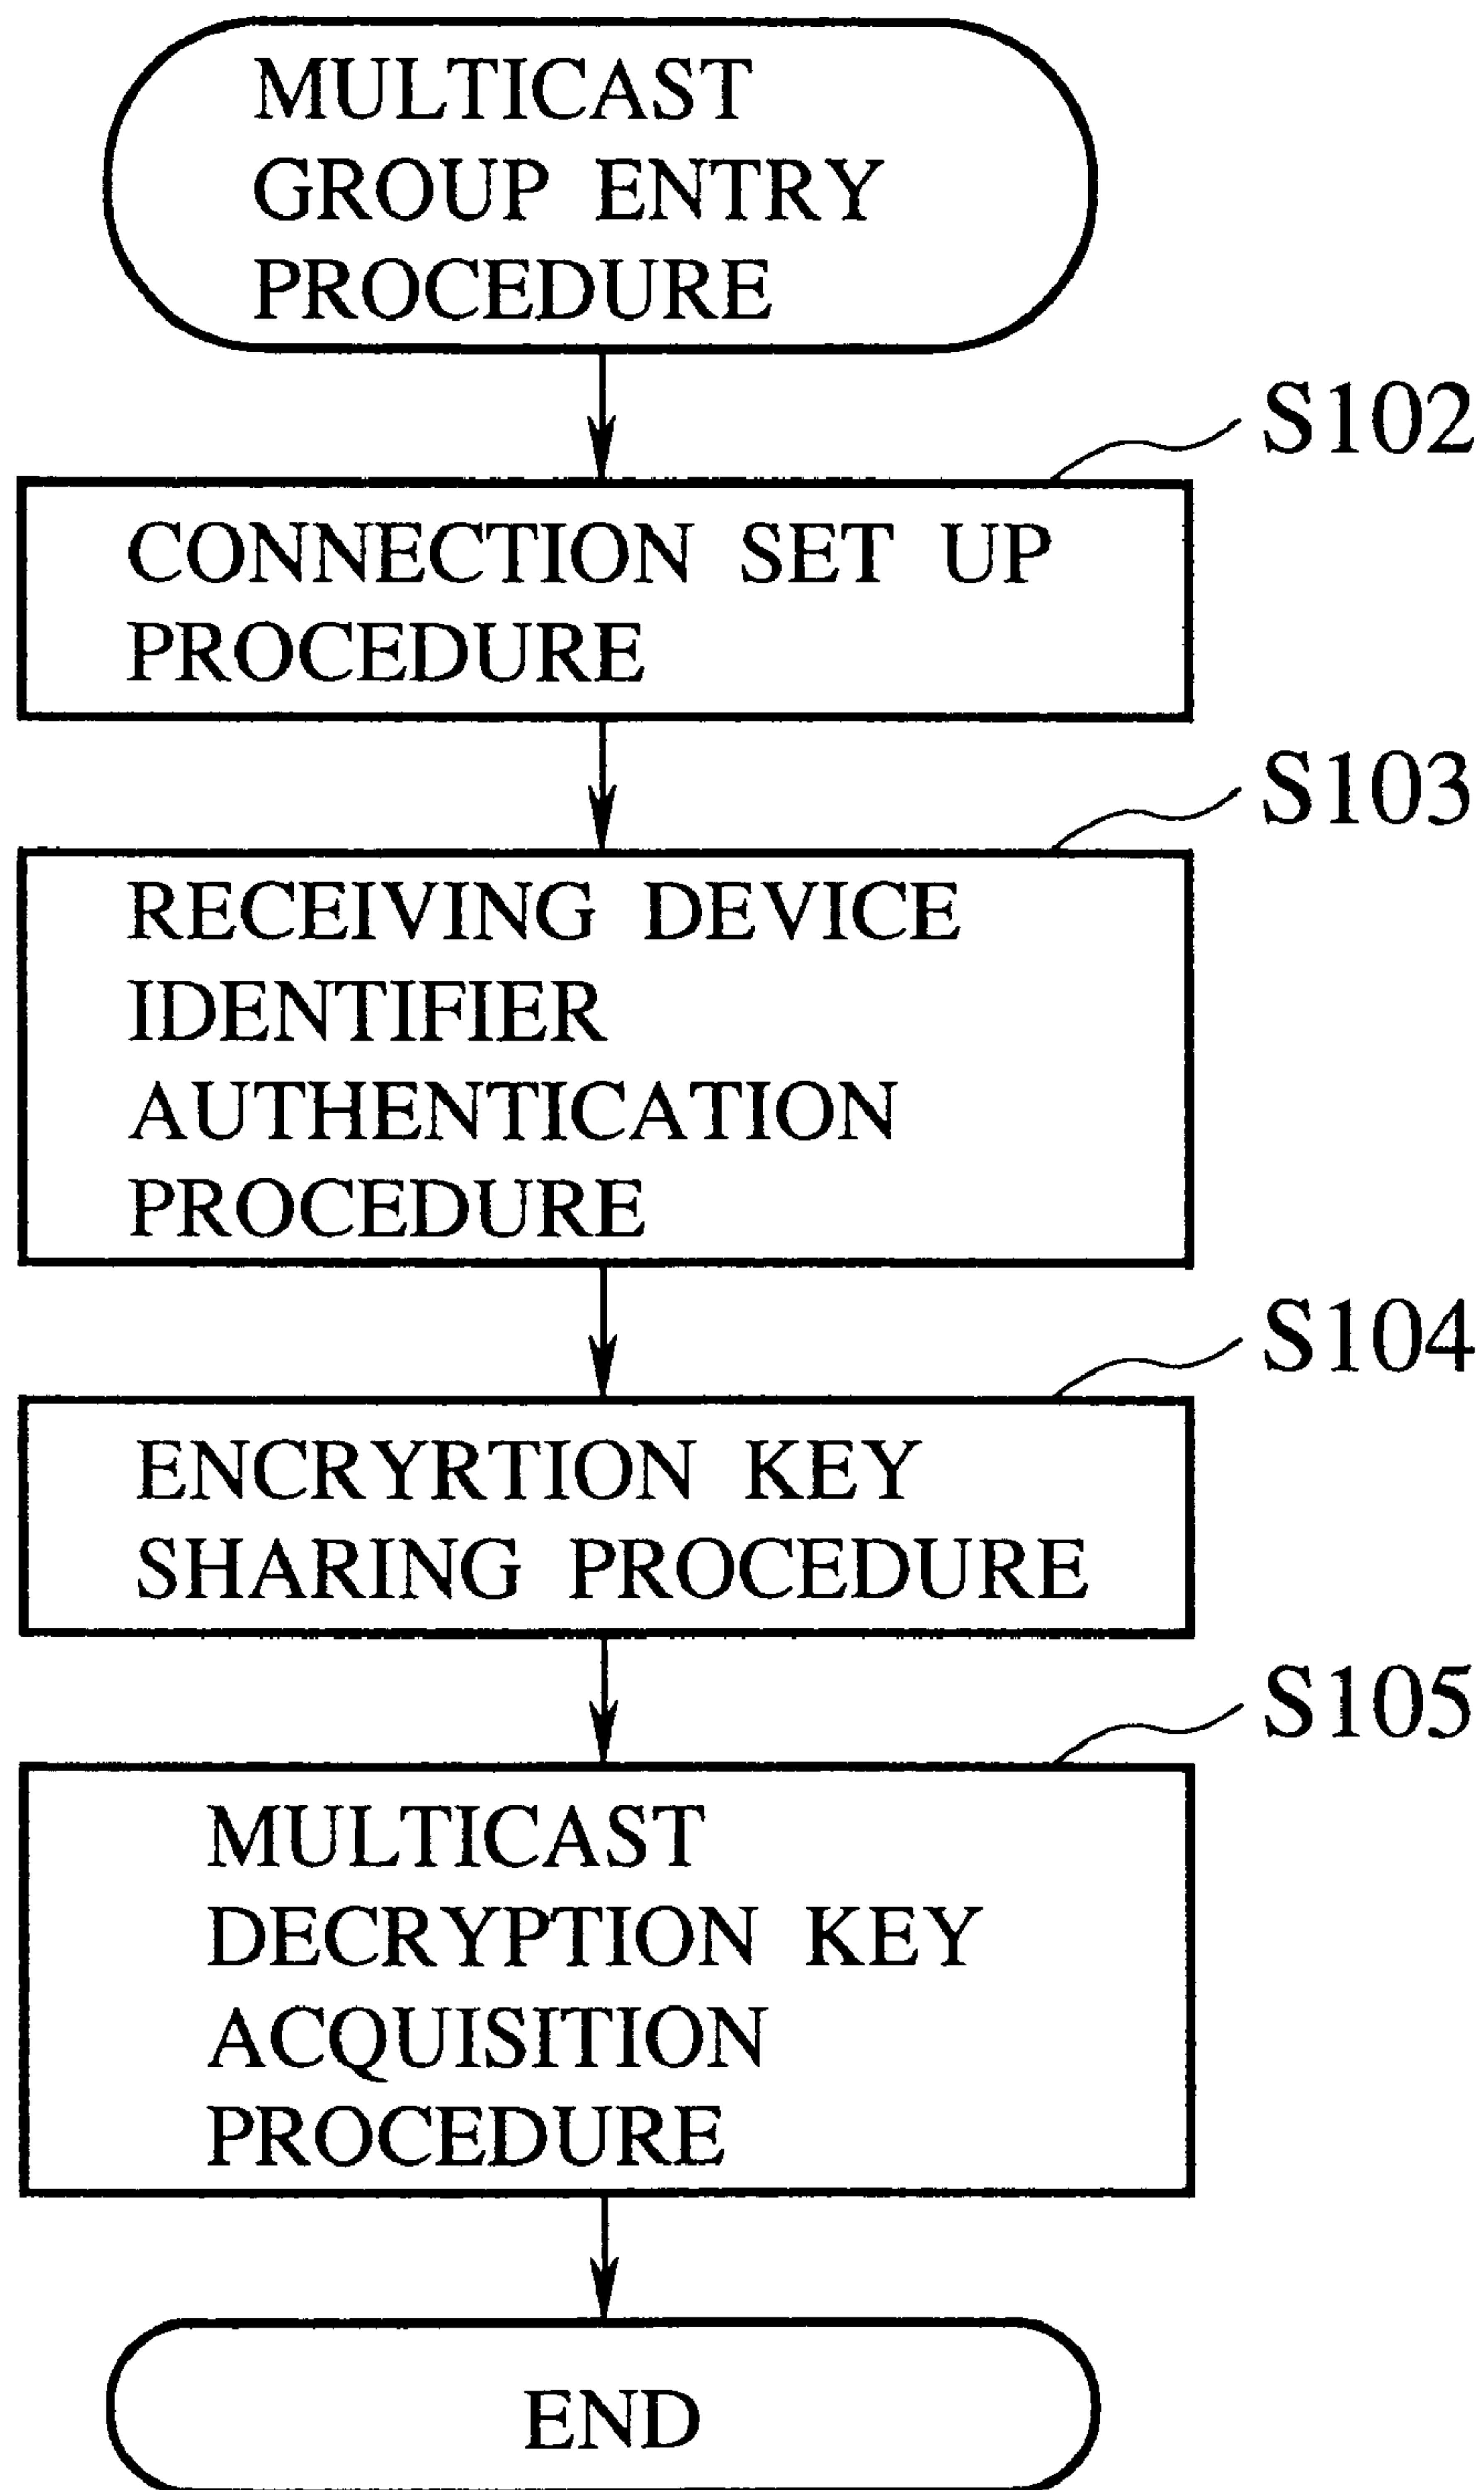 MULTICAST
GROUP ENTRY
PROCEDURE
S102
CONNECTION SET UP
PROCEDURE
S103
RECEIVING DEVICE
IDENTIFIER
AUTHENTICATION
PROCEDURE
S104
ENCRYRTION KEY
SHARING PROCEDURE
S105
MULTICAST
DECRYPTION KEY
ACQUISITION
PROCEDURE
END